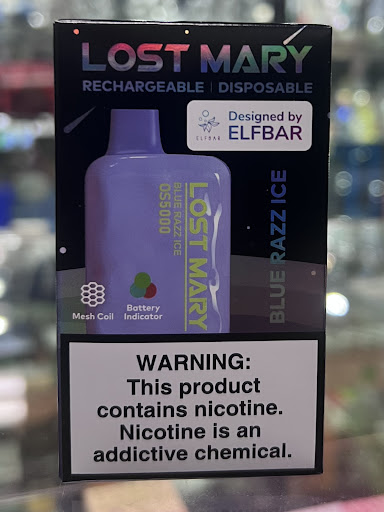 LOST MARY
RECHARGEABLE | DISPOSABLE
ELFBAR
Designed by
ELFBAR
LOST MARY
BLUE RAZZ ICE
OS5000
BLUE RAZZ ICE
Mesh Coil
Battery
Indicator
WARNING:
This product
contains nicotine.
Nicotine is an
addictive chemical.